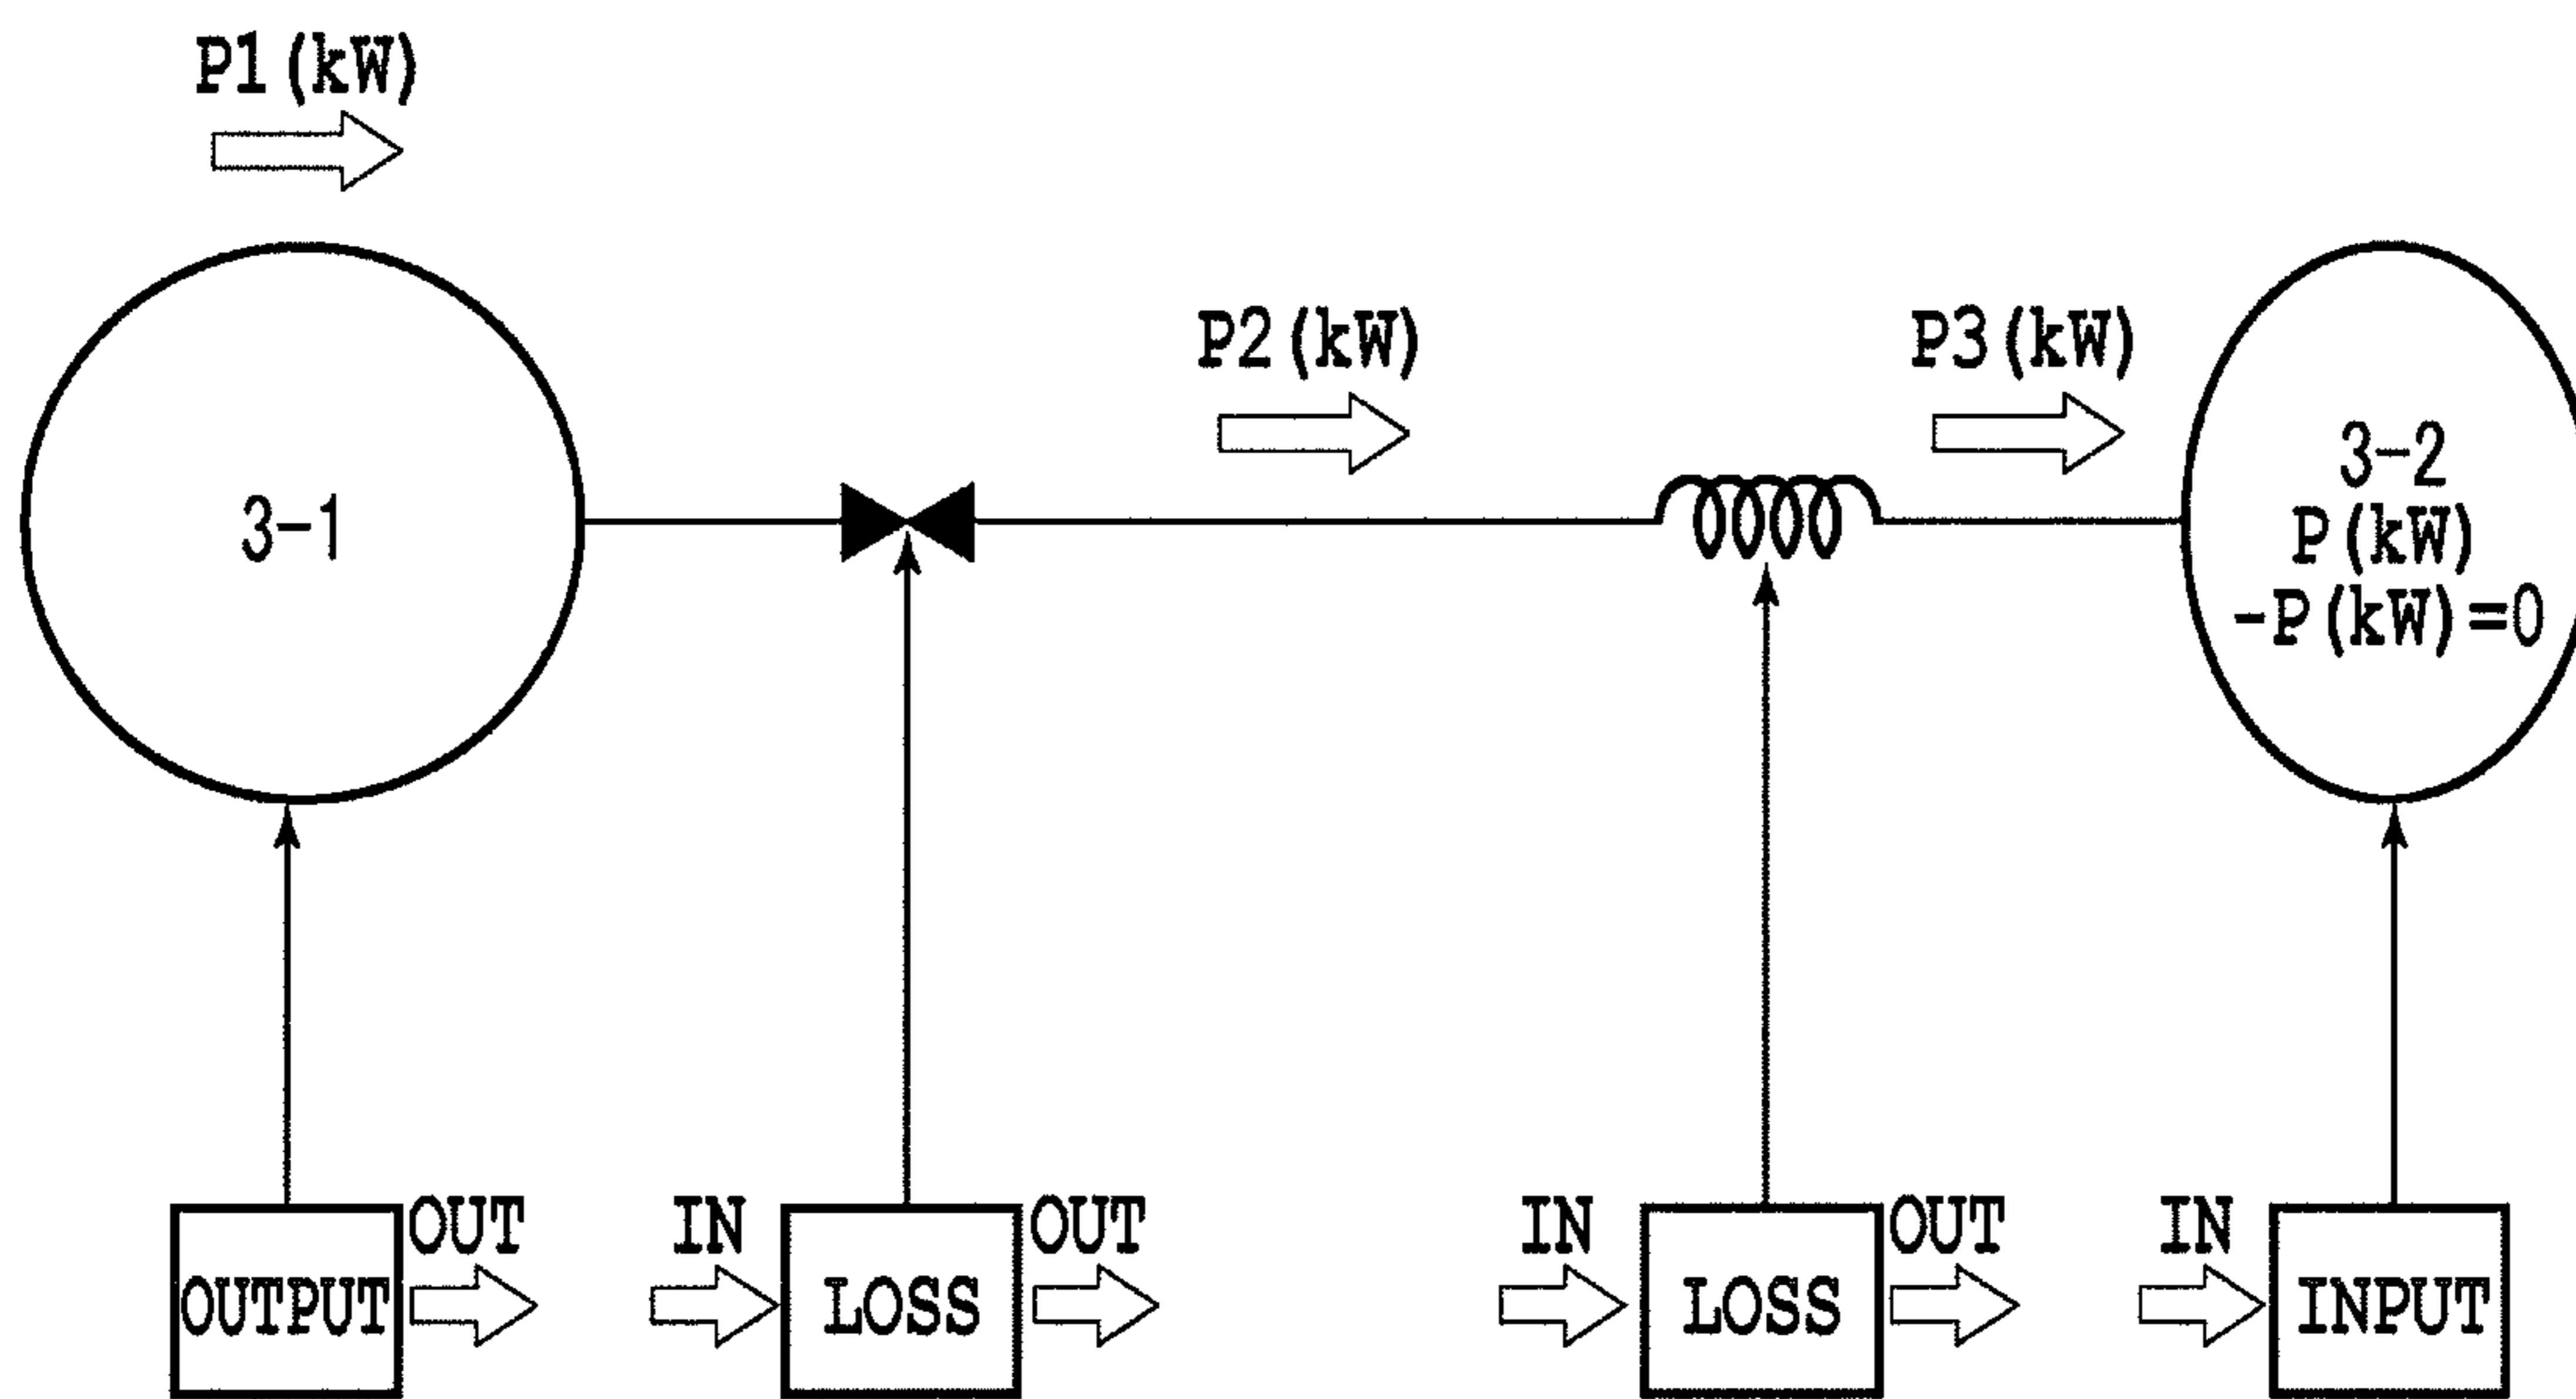 P1(kW)
P2(kW)
P3(kW)
3-1
3-2
P(kW)
-P(kW)=0
OUTPUT
OUT
IN
LOSS
OUT
IN
LOSS
OUT
IN
INPUT